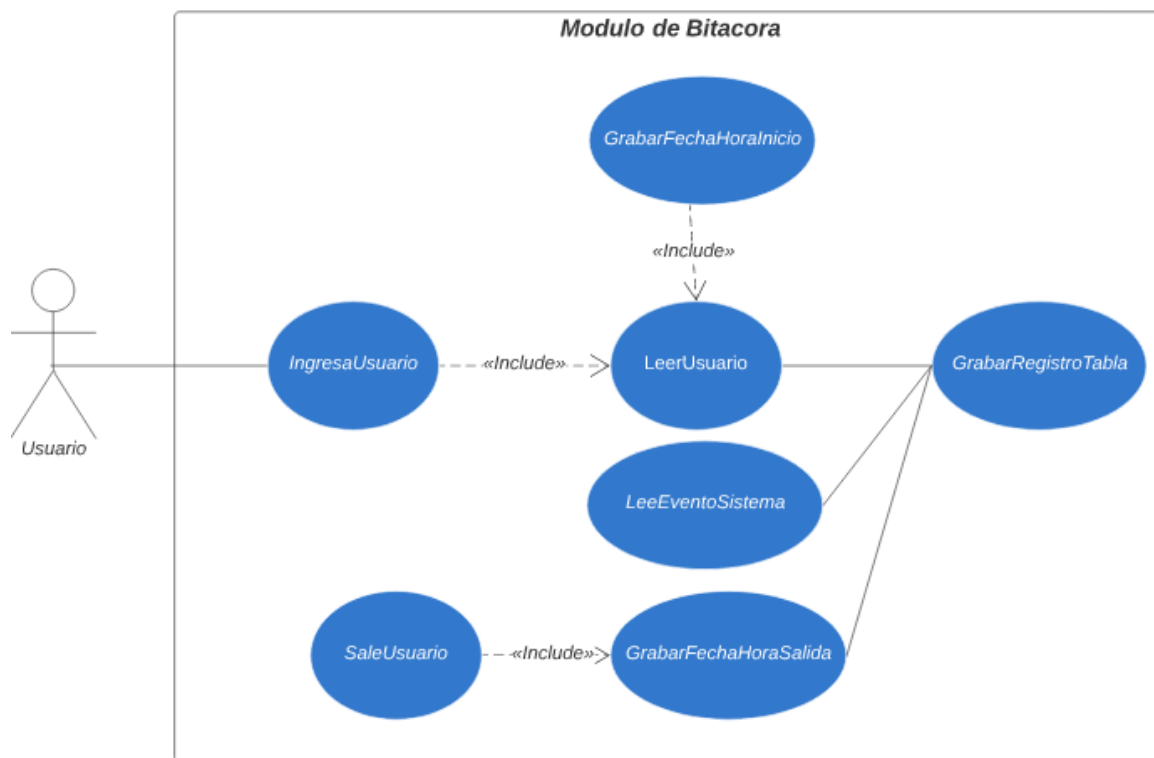 Modulo de Bitacora
GrabarFechaHoraInicio
«Include»
IngresaUsuario
«Include»
LeerUsuario
GrabarRegistroTabla
Usuario
LeeEventoSistema
SaleUsuario
«Include»
GrabarFechaHoraSalida